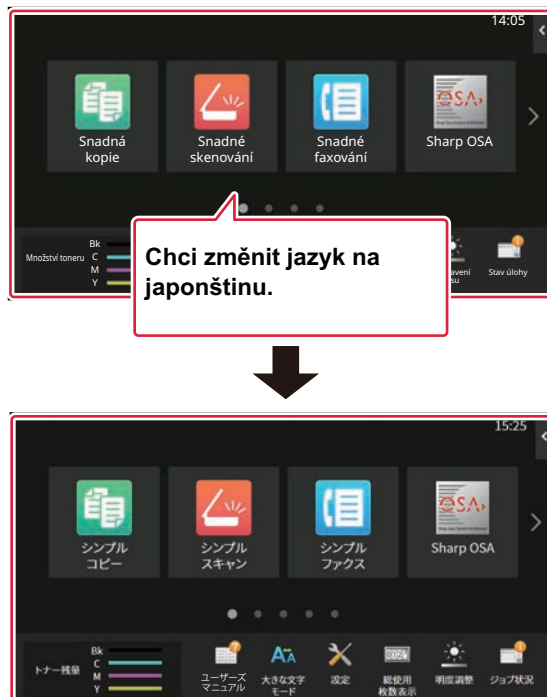 14:05
Snadná
kopie
Snadné
skenování
Snadné
faxování
Sharp OSA
Množství toneru
Bk
C
M
Y
Chci změnit jazyk na
japonštinu.
Stav úlohy
15:25
シンプル
コピー
シンプル
スキャン
シンプル
ファクス
Sharp OSA
トナー残量
Bk
C
M
Y
ユーザーズ
マニュアル
大きな文字
モード
設定
総使用
枚数表示
明度調整
ジョブ状況